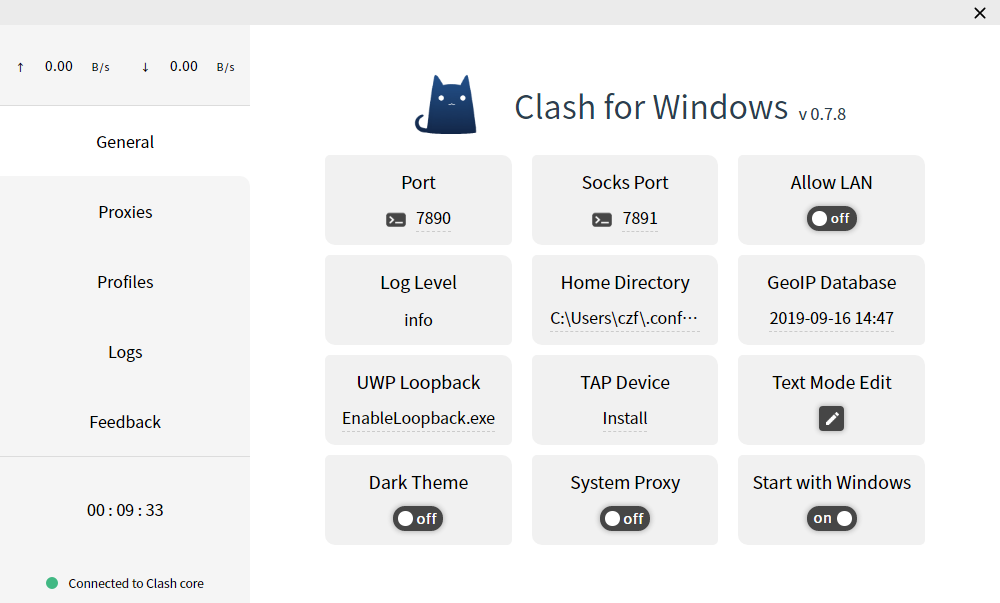 ↑ 0.00 B/s ↓ 0.00 B/s
General
Proxies
Profiles
Logs
Feedback
00 : 09 : 33
Connected to Clash core
Clash for Windows v 0.7.8
Port
7890
Socks Port
7891
Allow LAN
off
Log Level
info
Home Directory
C:\Users\czf\.conf⋯
GeoIP Database
2019-09-16 14:47
UWP Loopback
EnableLoopback.exe
TAP Device
Install
Text Mode Edit
Dark Theme
off
System Proxy
off
Start with Windows
on